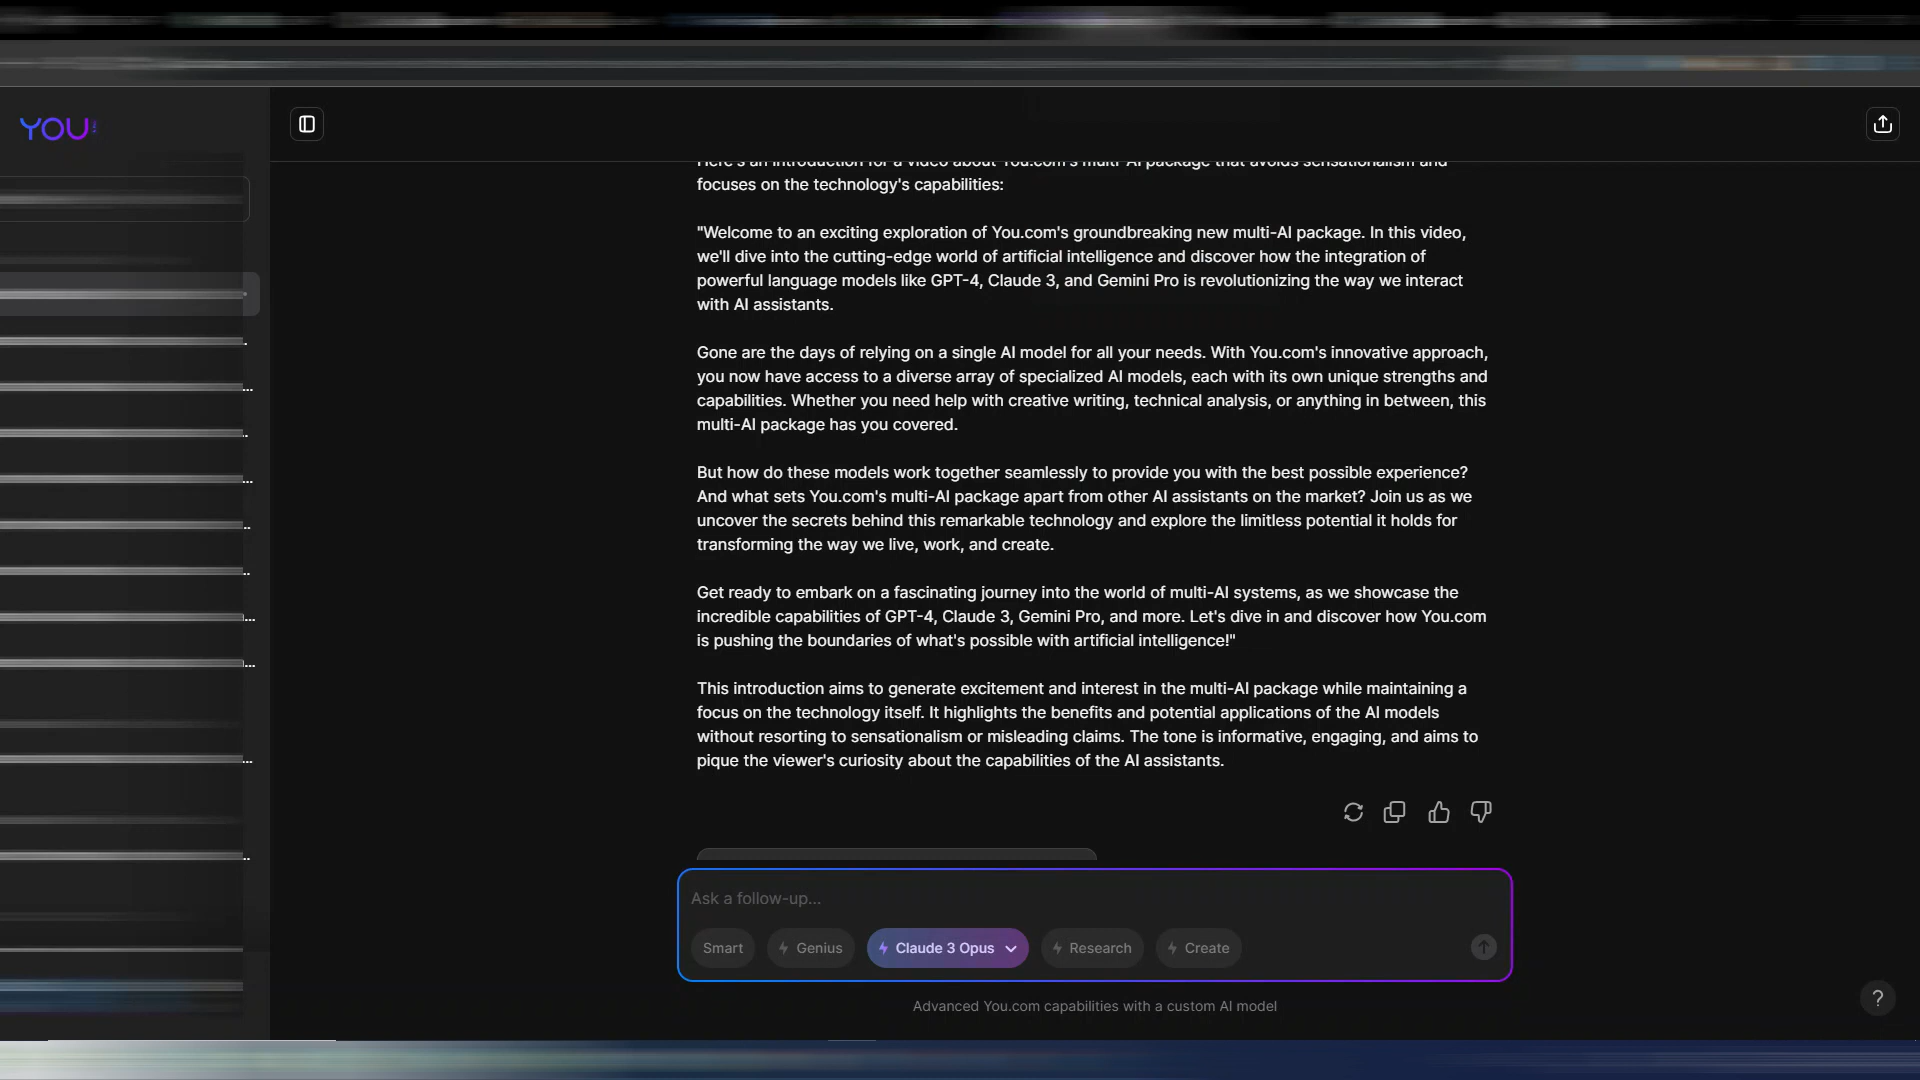 YOU
Here's an introduction for a video about You.com's multi-AI package that avoids sensationalism and
focuses on the technology's capabilities:
"Welcome to an exciting exploration of You.com's groundbreaking new multi-AI package. In this video,
we'll dive into the cutting-edge world of artificial intelligence and discover how the integration of
powerful language models like GPT-4, Claude 3, and Gemini Pro is revolutionizing the way we interact
with AI assistants.
Gone are the days of relying on a single AI model for all your needs. With You.com's innovative approach,
you now have access to a diverse array of specialized AI models, each with its own unique strengths and
capabilities. Whether you need help with creative writing, technical analysis, or anything in between, this
multi-AI package has you covered.
But how do these models work together seamlessly to provide you with the best possible experience?
And what sets You.com's multi-AI package apart from other AI assistants on the market? Join us as we
uncover the secrets behind this remarkable technology and explore the limitless potential it holds for
transforming the way we live, work, and create.
Get ready to embark on a fascinating journey into the world of multi-AI systems, as we showcase the
incredible capabilities of GPT-4, Claude 3, Gemini Pro, and more. Let's dive in and discover how You.com
is pushing the boundaries of what's possible with artificial intelligence!"
This introduction aims to generate excitement and interest in the multi-AI package while maintaining a
focus on the technology itself. It highlights the benefits and potential applications of the AI models
without resorting to sensationalism or misleading claims. The tone is informative, engaging, and aims to
pique the viewer's curiosity about the capabilities of the AI assistants.
Ask a follow-up...
Smart Genius Claude 3 Opus Research Create
Advanced You.com capabilities with a custom AI model
?